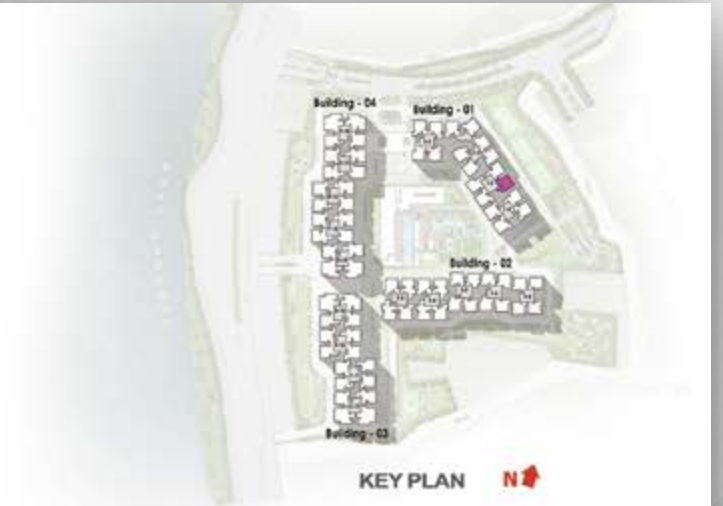 Building - 04
Building - 01
Building - 02
Building - 03
KEY PLAN
N